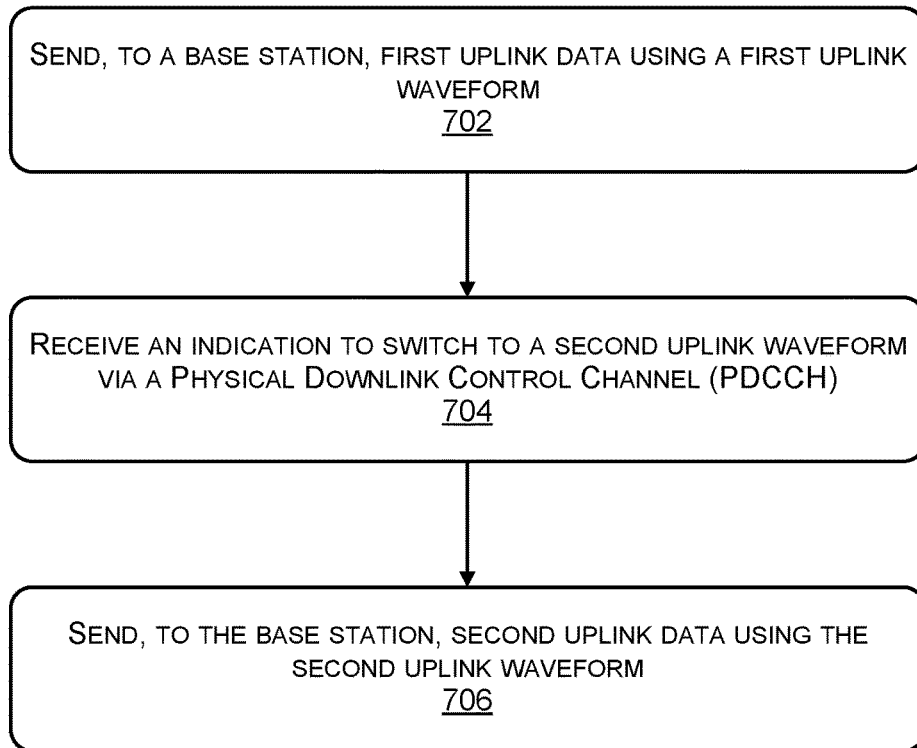 SEND, TO A BASE STATION, FIRST UPLINK DATA USING A FIRST UPLINK
WAVEFORM
702
RECEIVE AN INDICATION TO SWITCH TO A SECOND UPLINK WAVEFORM
VIA A PHYSICAL DOWNLINK CONTROL CHANNEL (PDCCH)
704
SEND, TO THE BASE STATION, SECOND UPLINK DATA USING THE
SECOND UPLINK WAVEFORM
706